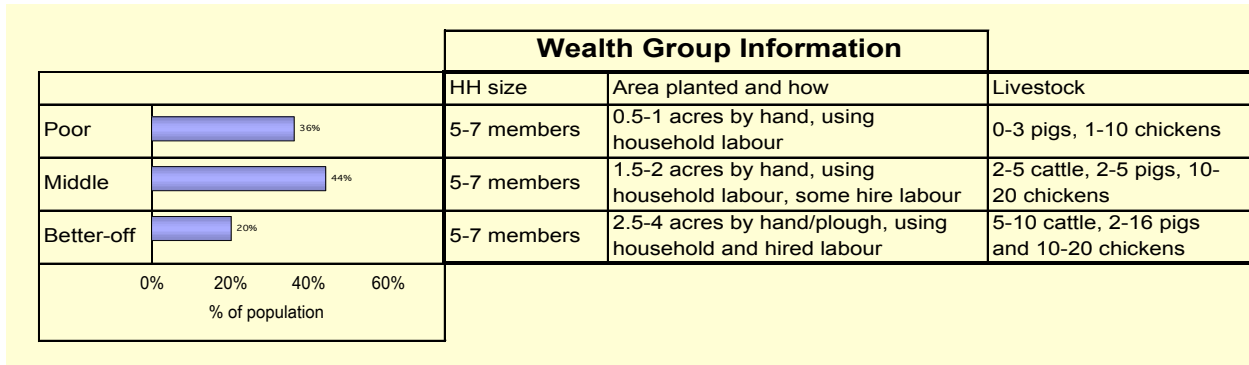 Wealth Group Information
HH size Area planted and how Livestock
Poor 36% 5-7 members 0.5-1 acres by hand, using
household labour 0-3 pigs, 1-10 chickens
Middle 44% 5-7 members 1.5-2 acres by hand, using
household labour, some hire labour 2-5 cattle, 2-5 pigs, 10-
20 chickens
Better-off 20% 5-7 members 2.5-4 acres by hand/plough, using
household and hired labour 5-10 cattle, 2-16 pigs
and 10-20 chickens
0% 20% 40% 60%
% of population